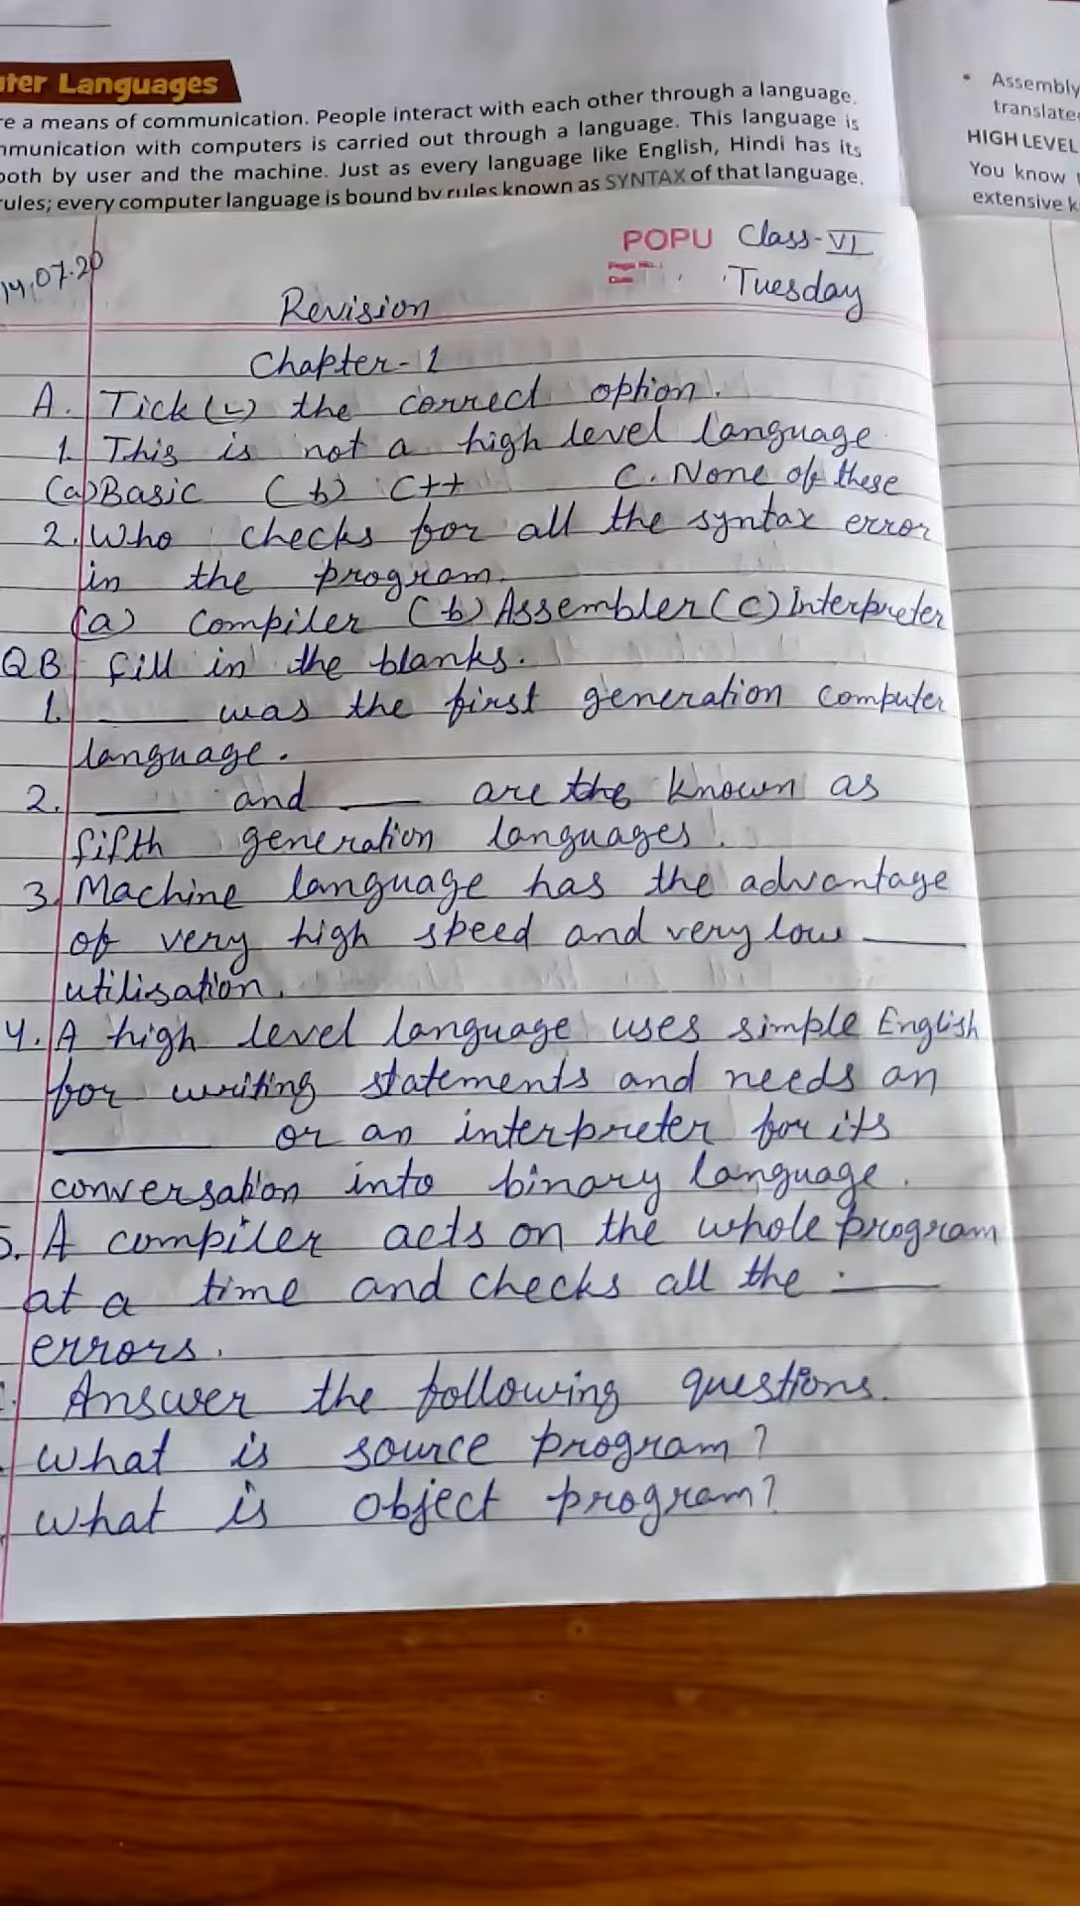 uter Languages
re a means of communication. People interact with each other through a language.
mmunication with computers is carried out through a language. This language is
both by user and the machine. Just as every language like English, Hindi has its
rules; every computer language is bound by rules known as SYNTAX of that language.
• Assembly
translate
HIGH LEVEL
You know
extensive k
14.07.20
POPU Class-VI
Page No.:
Date:
Tuesday
Revision
Chapter-1
A. Tick (✓) the correct option.
1. This is not a high level language
(a) Basic (b) C++ C. None of these
2. Who checks for all the syntax error
in the program.
(a) Compiler (b) Assembler (c) Interpreter
QB fill in the blanks.
1. ____ was the first generation computer
language.
2. ____ and ____ are the known as
fifth generation languages.
3. Machine language has the advantage
of very high speed and very low ____
utilisation.
4. A high level language uses simple English
for writing statements and needs an
____ or an interpreter for its
conversation into binary language.
5. A compiler acts on the whole program
at a time and checks all the ____
errors.
Answer the following questions.
What is source program?
What is object program?